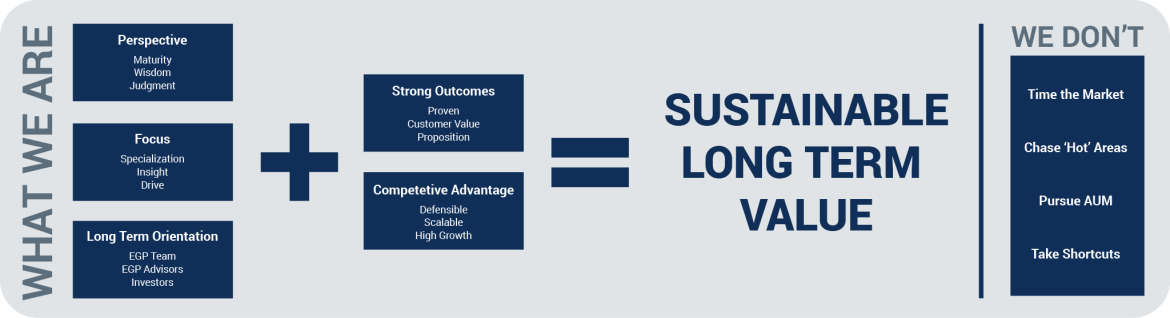 WHAT WE ARE
Perspective
Maturity
Wisdom
Judgment
Focus
Specialization
Insight
Drive
Long Term Orientation
EGP Team
EGP Advisors
Investors
+
Strong Outcomes
Proven
Customer Value
Proposition
Competetive Advantage
Defensible
Scalable
High Growth
=
SUSTAINABLE
LONG TERM
VALUE
WE DON'T
Time the Market
Chase ‘Hot’ Areas
Pursue AUM
Take Shortcuts